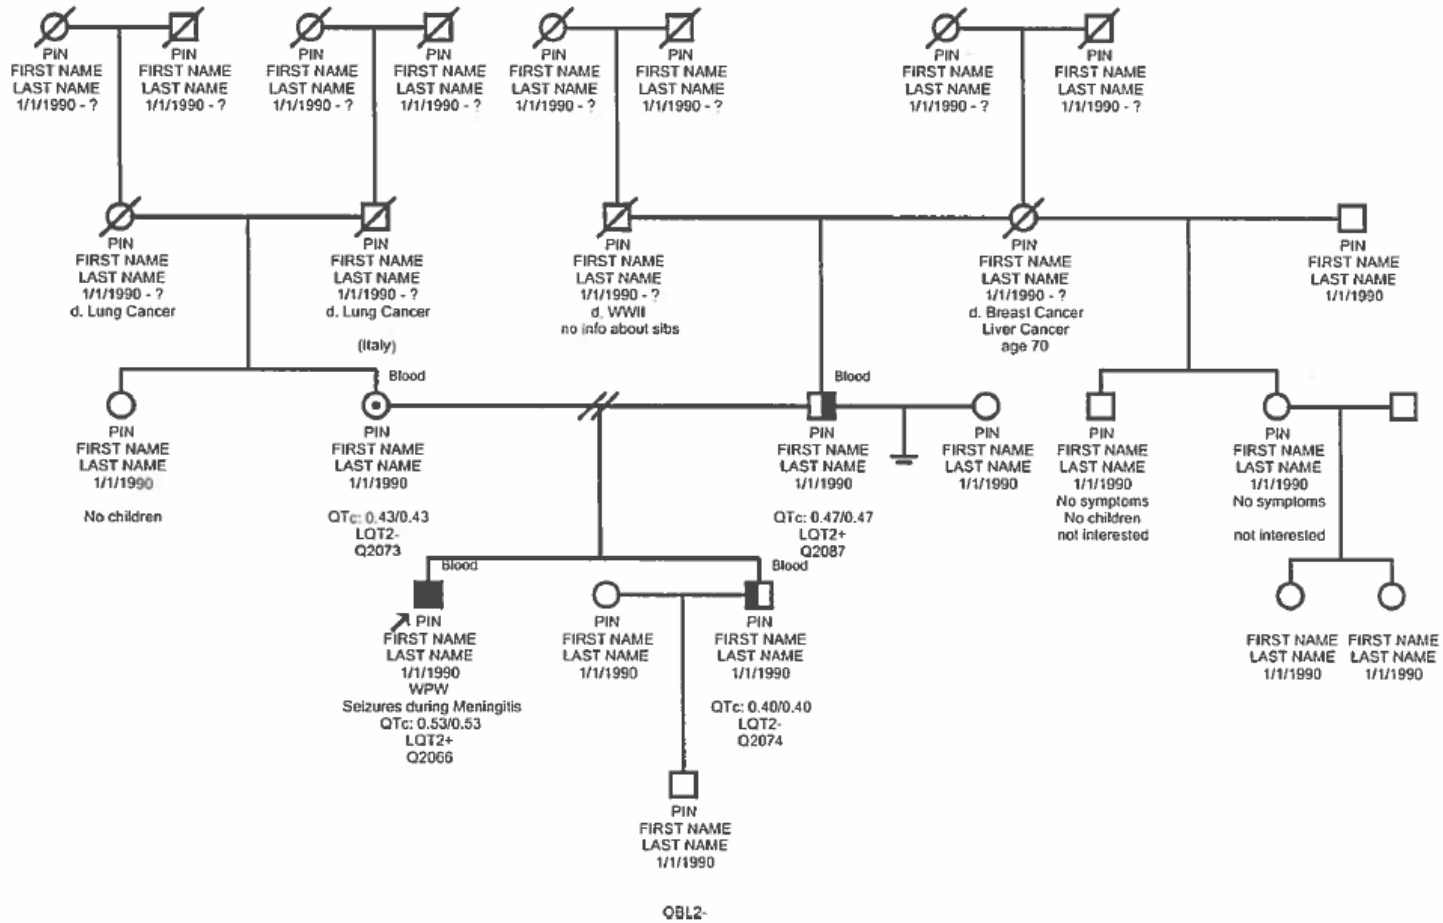 PIN
FIRST NAME
LAST NAME
1/1/1990 - ?
PIN
FIRST NAME
LAST NAME
1/1/1990 - ?
PIN
FIRST NAME
LAST NAME
1/1/1990 - ?
PIN
FIRST NAME
LAST NAME
1/1/1990 - ?
PIN
FIRST NAME
LAST NAME
1/1/1990 - ?
PIN
FIRST NAME
LAST NAME
1/1/1990 - ?
PIN
FIRST NAME
LAST NAME
1/1/1990 - ?
PIN
FIRST NAME
LAST NAME
1/1/1990 - ?
PIN
FIRST NAME
LAST NAME
1/1/1990 - ?
d. Lung Cancer
PIN
FIRST NAME
LAST NAME
1/1/1990 - ?
d. Lung Cancer
(Italy)
PIN
FIRST NAME
LAST NAME
1/1/1990 - ?
d. WWII
no info about sibs
PIN
FIRST NAME
LAST NAME
1/1/1990 - ?
d. Breast Cancer
Liver Cancer
age 70
PIN
FIRST NAME
LAST NAME
1/1/1990
PIN
FIRST NAME
LAST NAME
1/1/1990
No children
Blood
PIN
FIRST NAME
LAST NAME
1/1/1990
QTc: 0.43/0.43
LQT2-
Q2073
Blood
PIN
FIRST NAME
LAST NAME
1/1/1990
QTc: 0.47/0.47
LQT2+
Q2087
PIN
FIRST NAME
LAST NAME
1/1/1990
PIN
FIRST NAME
LAST NAME
1/1/1990
No symptoms
No children
not interested
PIN
FIRST NAME
LAST NAME
1/1/1990
No symptoms
not interested
Blood
PIN
FIRST NAME
LAST NAME
1/1/1990
WPW
Seizures during Meningitis
QTc: 0.53/0.53
LQT2+
Q2066
PIN
FIRST NAME
LAST NAME
1/1/1990
Blood
PIN
FIRST NAME
LAST NAME
1/1/1990
QTc: 0.40/0.40
LQT2-
Q2074
FIRST NAME
LAST NAME
1/1/1990
FIRST NAME
LAST NAME
1/1/1990
PIN
FIRST NAME
LAST NAME
1/1/1990
QBL2-